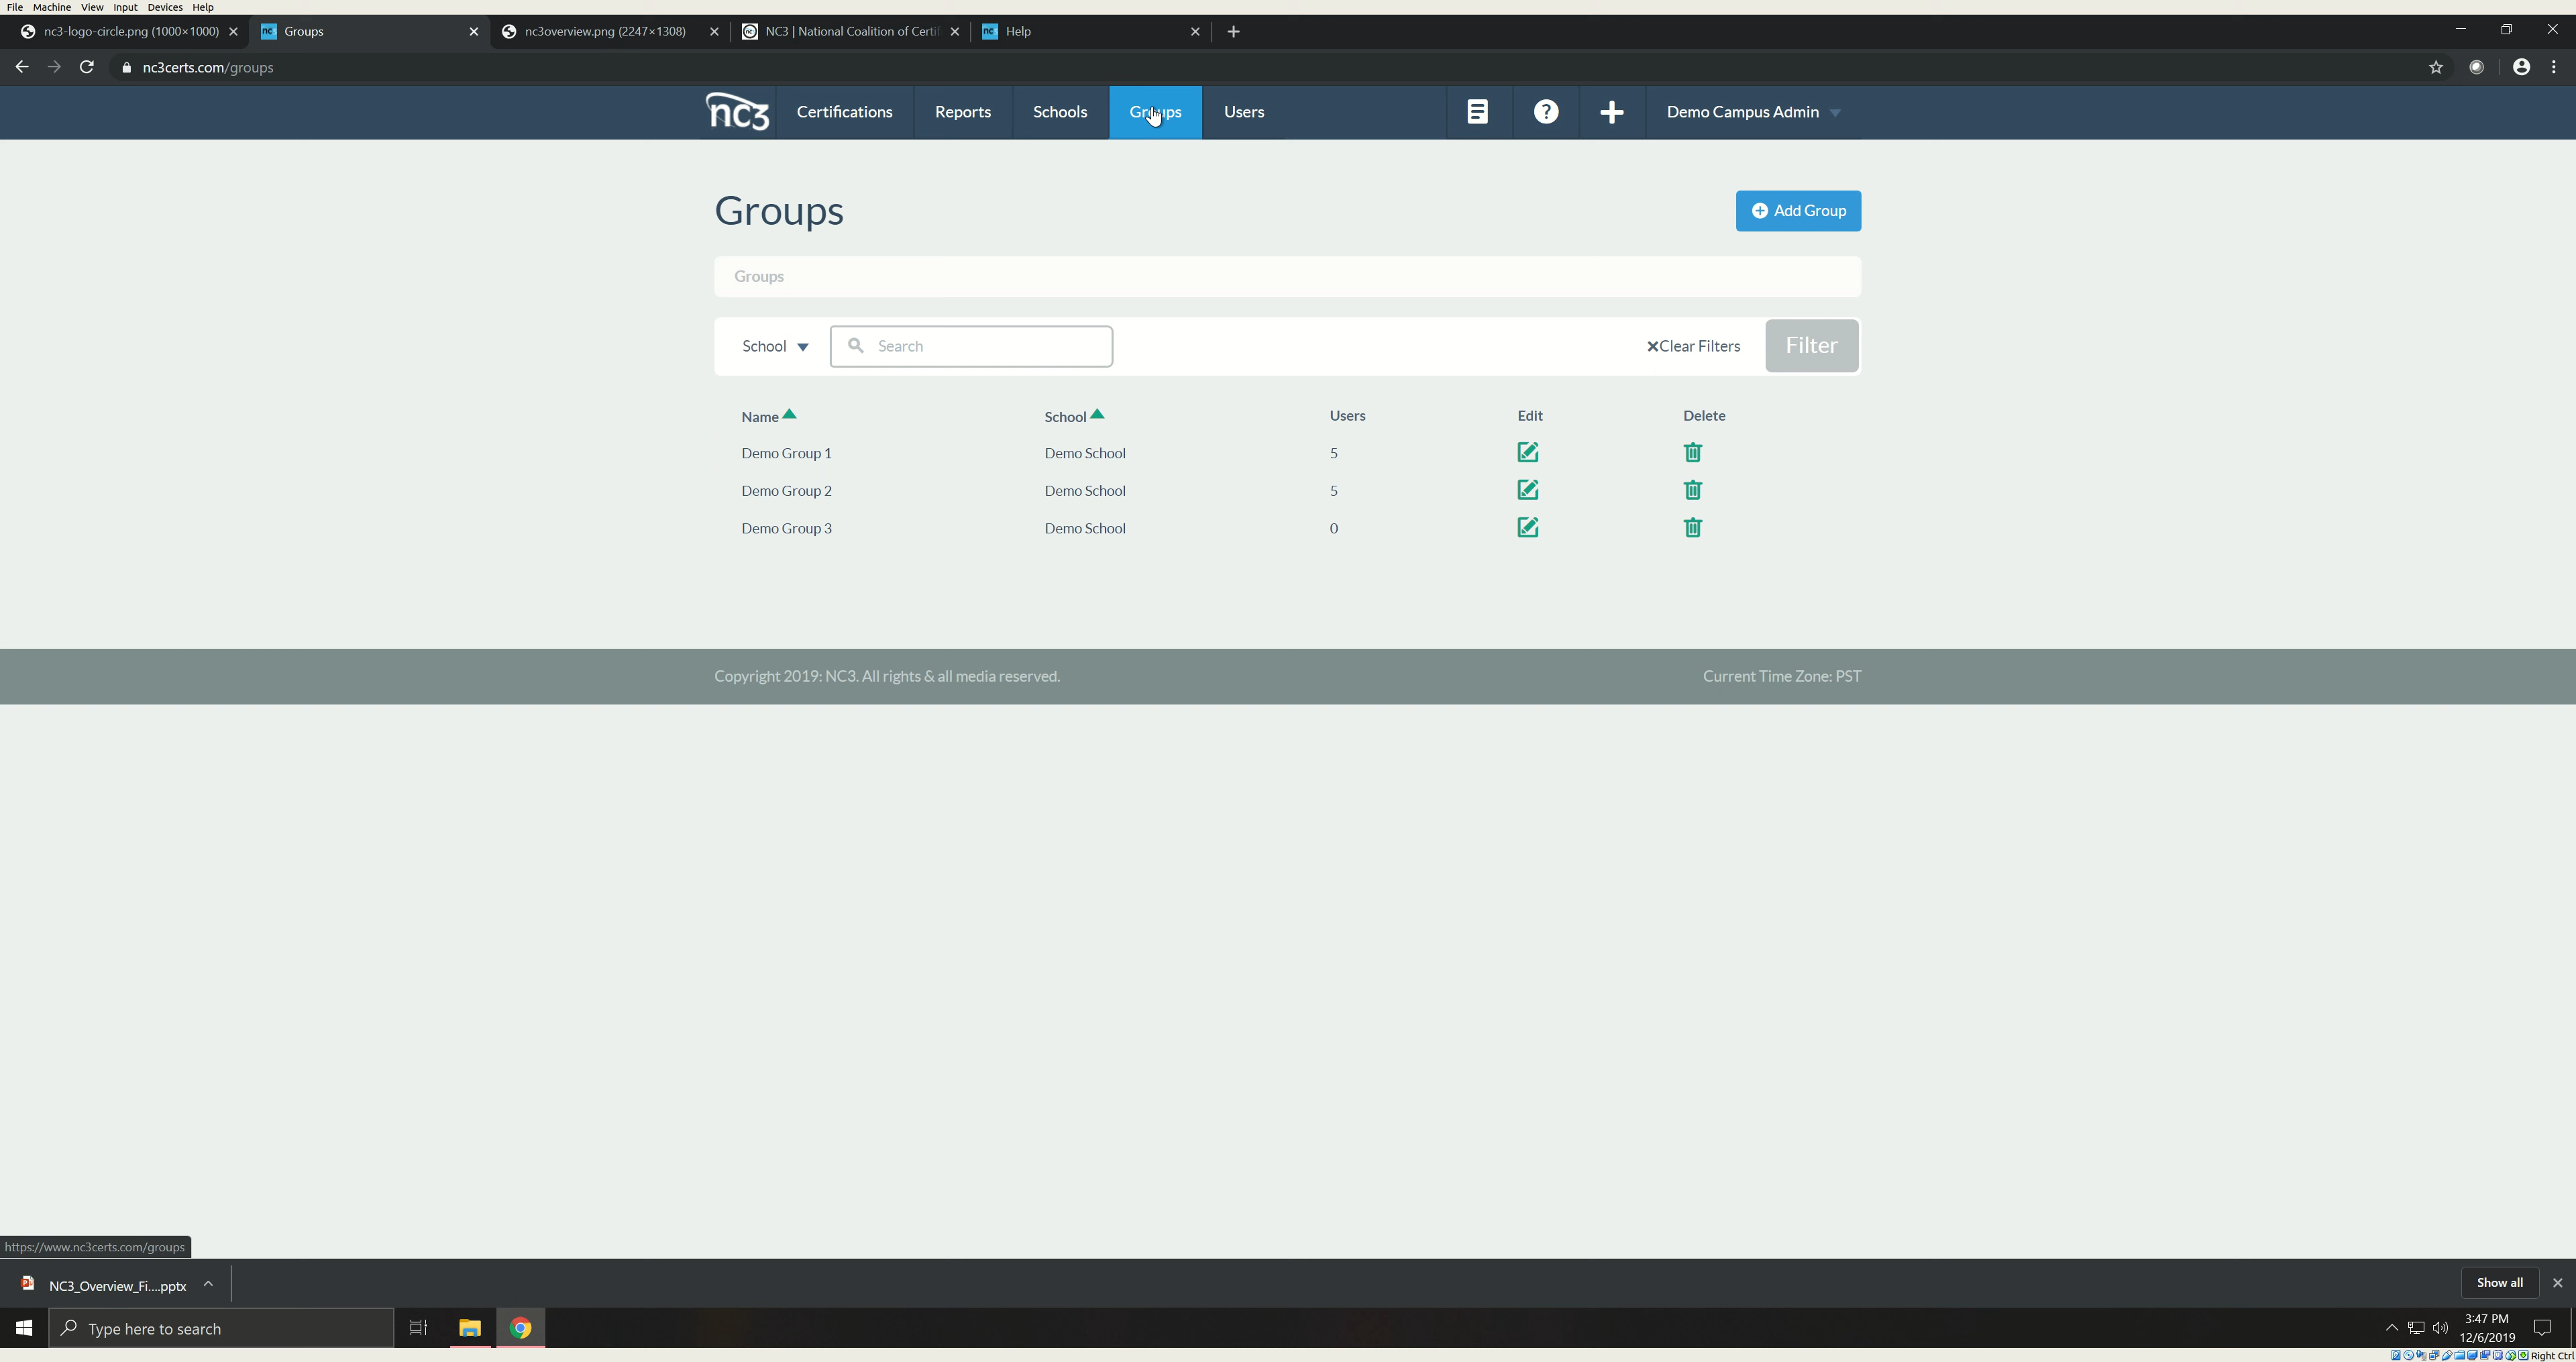 File Machine View Input Devices Help
nc3-logo-circle.png (1000×1000) Groups nc3overview.png (2247×1308) NC3 | National Coalition of Certi Help
nc3certs.com/groups
nc3 Certifications Reports Schools Groups Users Demo Campus Admin
Groups Add Group
Groups
School Search Clear Filters Filter
Name School Users Edit Delete
Demo Group 1 Demo School 5
Demo Group 2 Demo School 5
Demo Group 3 Demo School 0
Copyright 2019: NC3. All rights & all media reserved. Current Time Zone: PST
https://www.nc3certs.com/groups
NC3_Overview_Fi....pptx Show all
Type here to search 3:47 PM
12/6/2019
Right Ctrl